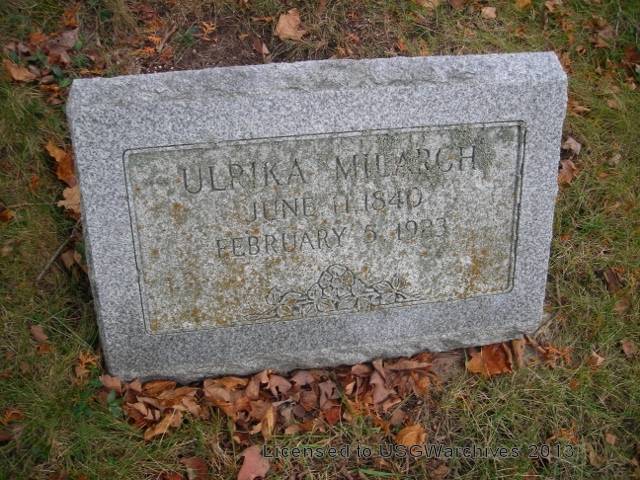 ULRIKA MILARCH
JUNE 11, 1840
FEBRUARY 5, 1923
Licensed to USGWarchives 2013